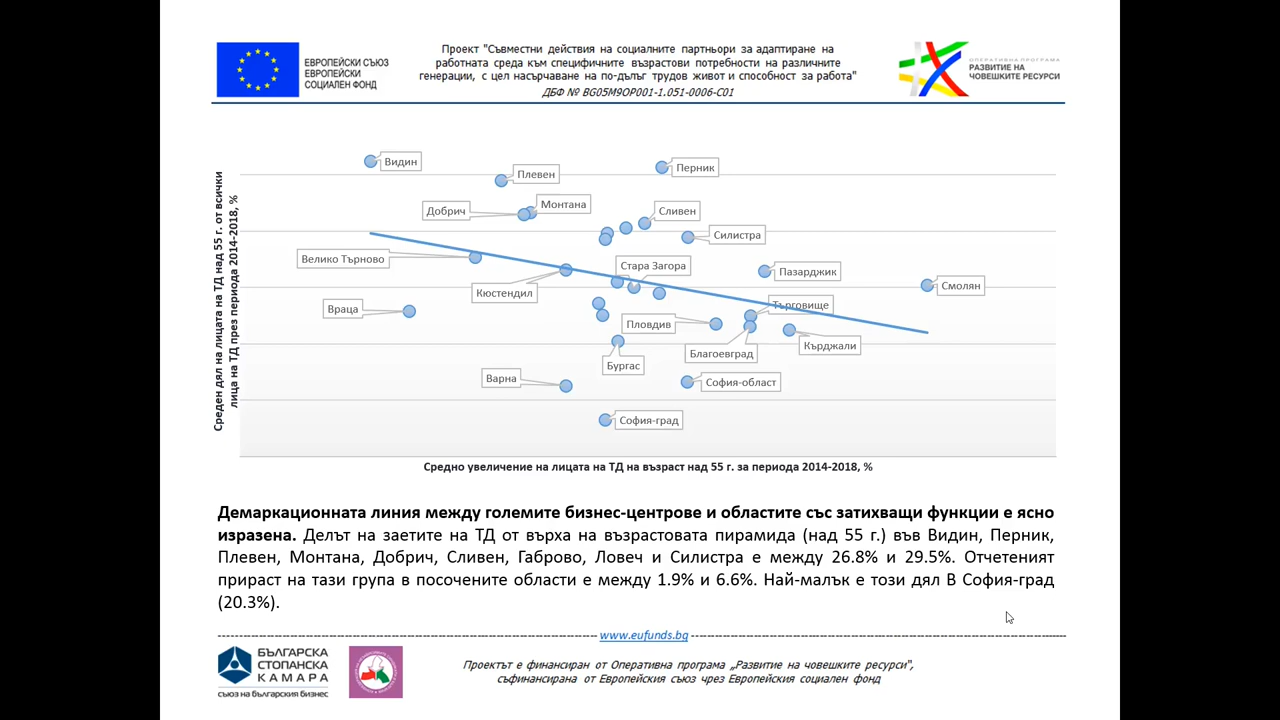 ЕВРОПЕЙСКИ СЪЮЗ
ЕВРОПЕЙСКИ
СОЦИАЛЕН ФОНД
Проект "Съвместни действия на социалните партньори за адаптиране на
работната среда към специфичните възрастови потребности на различните
генерации, с цел насърчаване на по-дълъг трудов живот и способност за работа"
ДБФ № BG05M9OP001-1.051-0006-C01
ОПЕРАТИВНА ПРОГРАМА
РАЗВИТИЕ НА
ЧОВЕШКИТЕ РЕСУРСИ
Среден дял на лицата на ТД над 55 г. от всички
лица на ТД през периода 2014-2018, %
Видин
Плевен
Перник
Добрич
Монтана
Сливен
Силистра
Велико Търново
Стара Загора
Пазарджик
Кюстендил
Смолян
Враца
Търговище
Пловдив
Благоевград
Кърджали
Бургас
Варна
София-област
София-град
Средно увеличение на лицата на ТД на възраст над 55 г. за периода 2014-2018, %
Демаркационната линия между големите бизнес-центрове и областите със затихващи функции е ясно
изразена. Делът на заетите на ТД от върха на възрастовата пирамида (над 55 г.) във Видин, Перник,
Плевен, Монтана, Добрич, Сливен, Габрово, Ловеч и Силистра е между 26.8% и 29.5%. Отчетеният
прираст на тази група в посочените области е между 1.9% и 6.6%. Най-малък е този дял В София-град
(20.3%).
www.eufunds.bg
БЪЛГАРСКА
СТОПАНСКА
КАМАРА
СЪЮЗ НА БЪЛГАРСКИЯ БИЗНЕС
Проектът е финансиран от Оперативна програма „Развитие на човешките ресурси",
съфинансирана от Европейския съюз чрез Европейския социален фонд